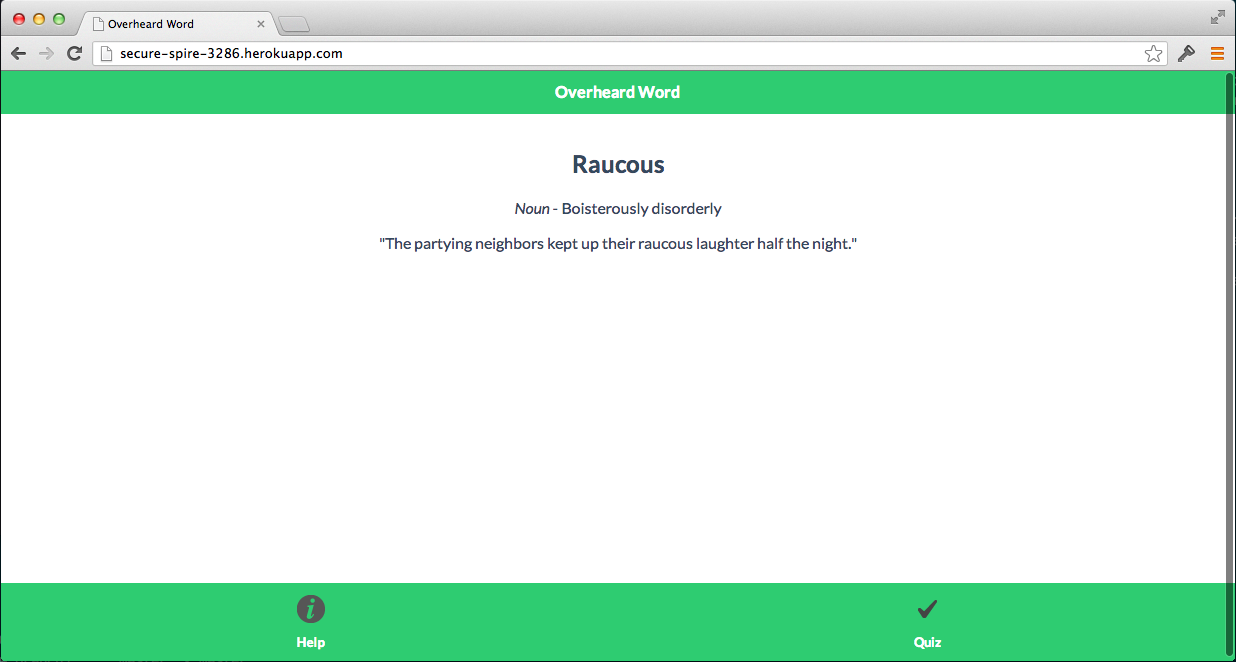 Overheard Word
secure-spire-3286.herokuapp.com
Overheard Word
Raucous
Noun - Boisterously disorderly
"The partying neighbors kept up their raucous laughter half the night."
Help
Quiz